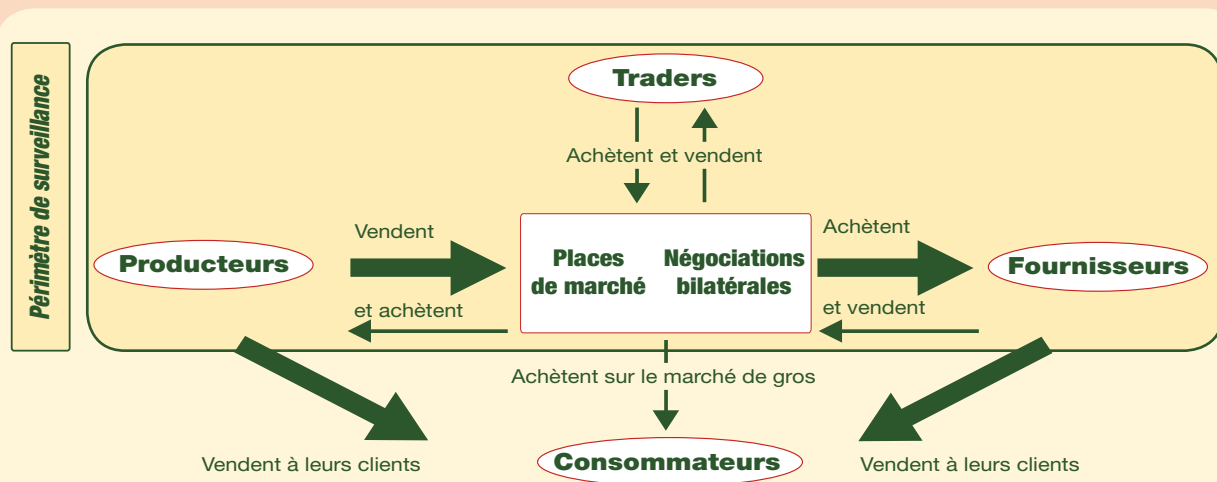 Périmètre de surveillance
Traders
Achètent et vendent
Vendent
Achètent
Producteurs
Places
de marché
Négociations
bilatérales
Fournisseurs
et achètent
et vendent
Achètent sur le marché de gros
Vendent à leurs clients
Consommateurs
Vendent à leurs clients